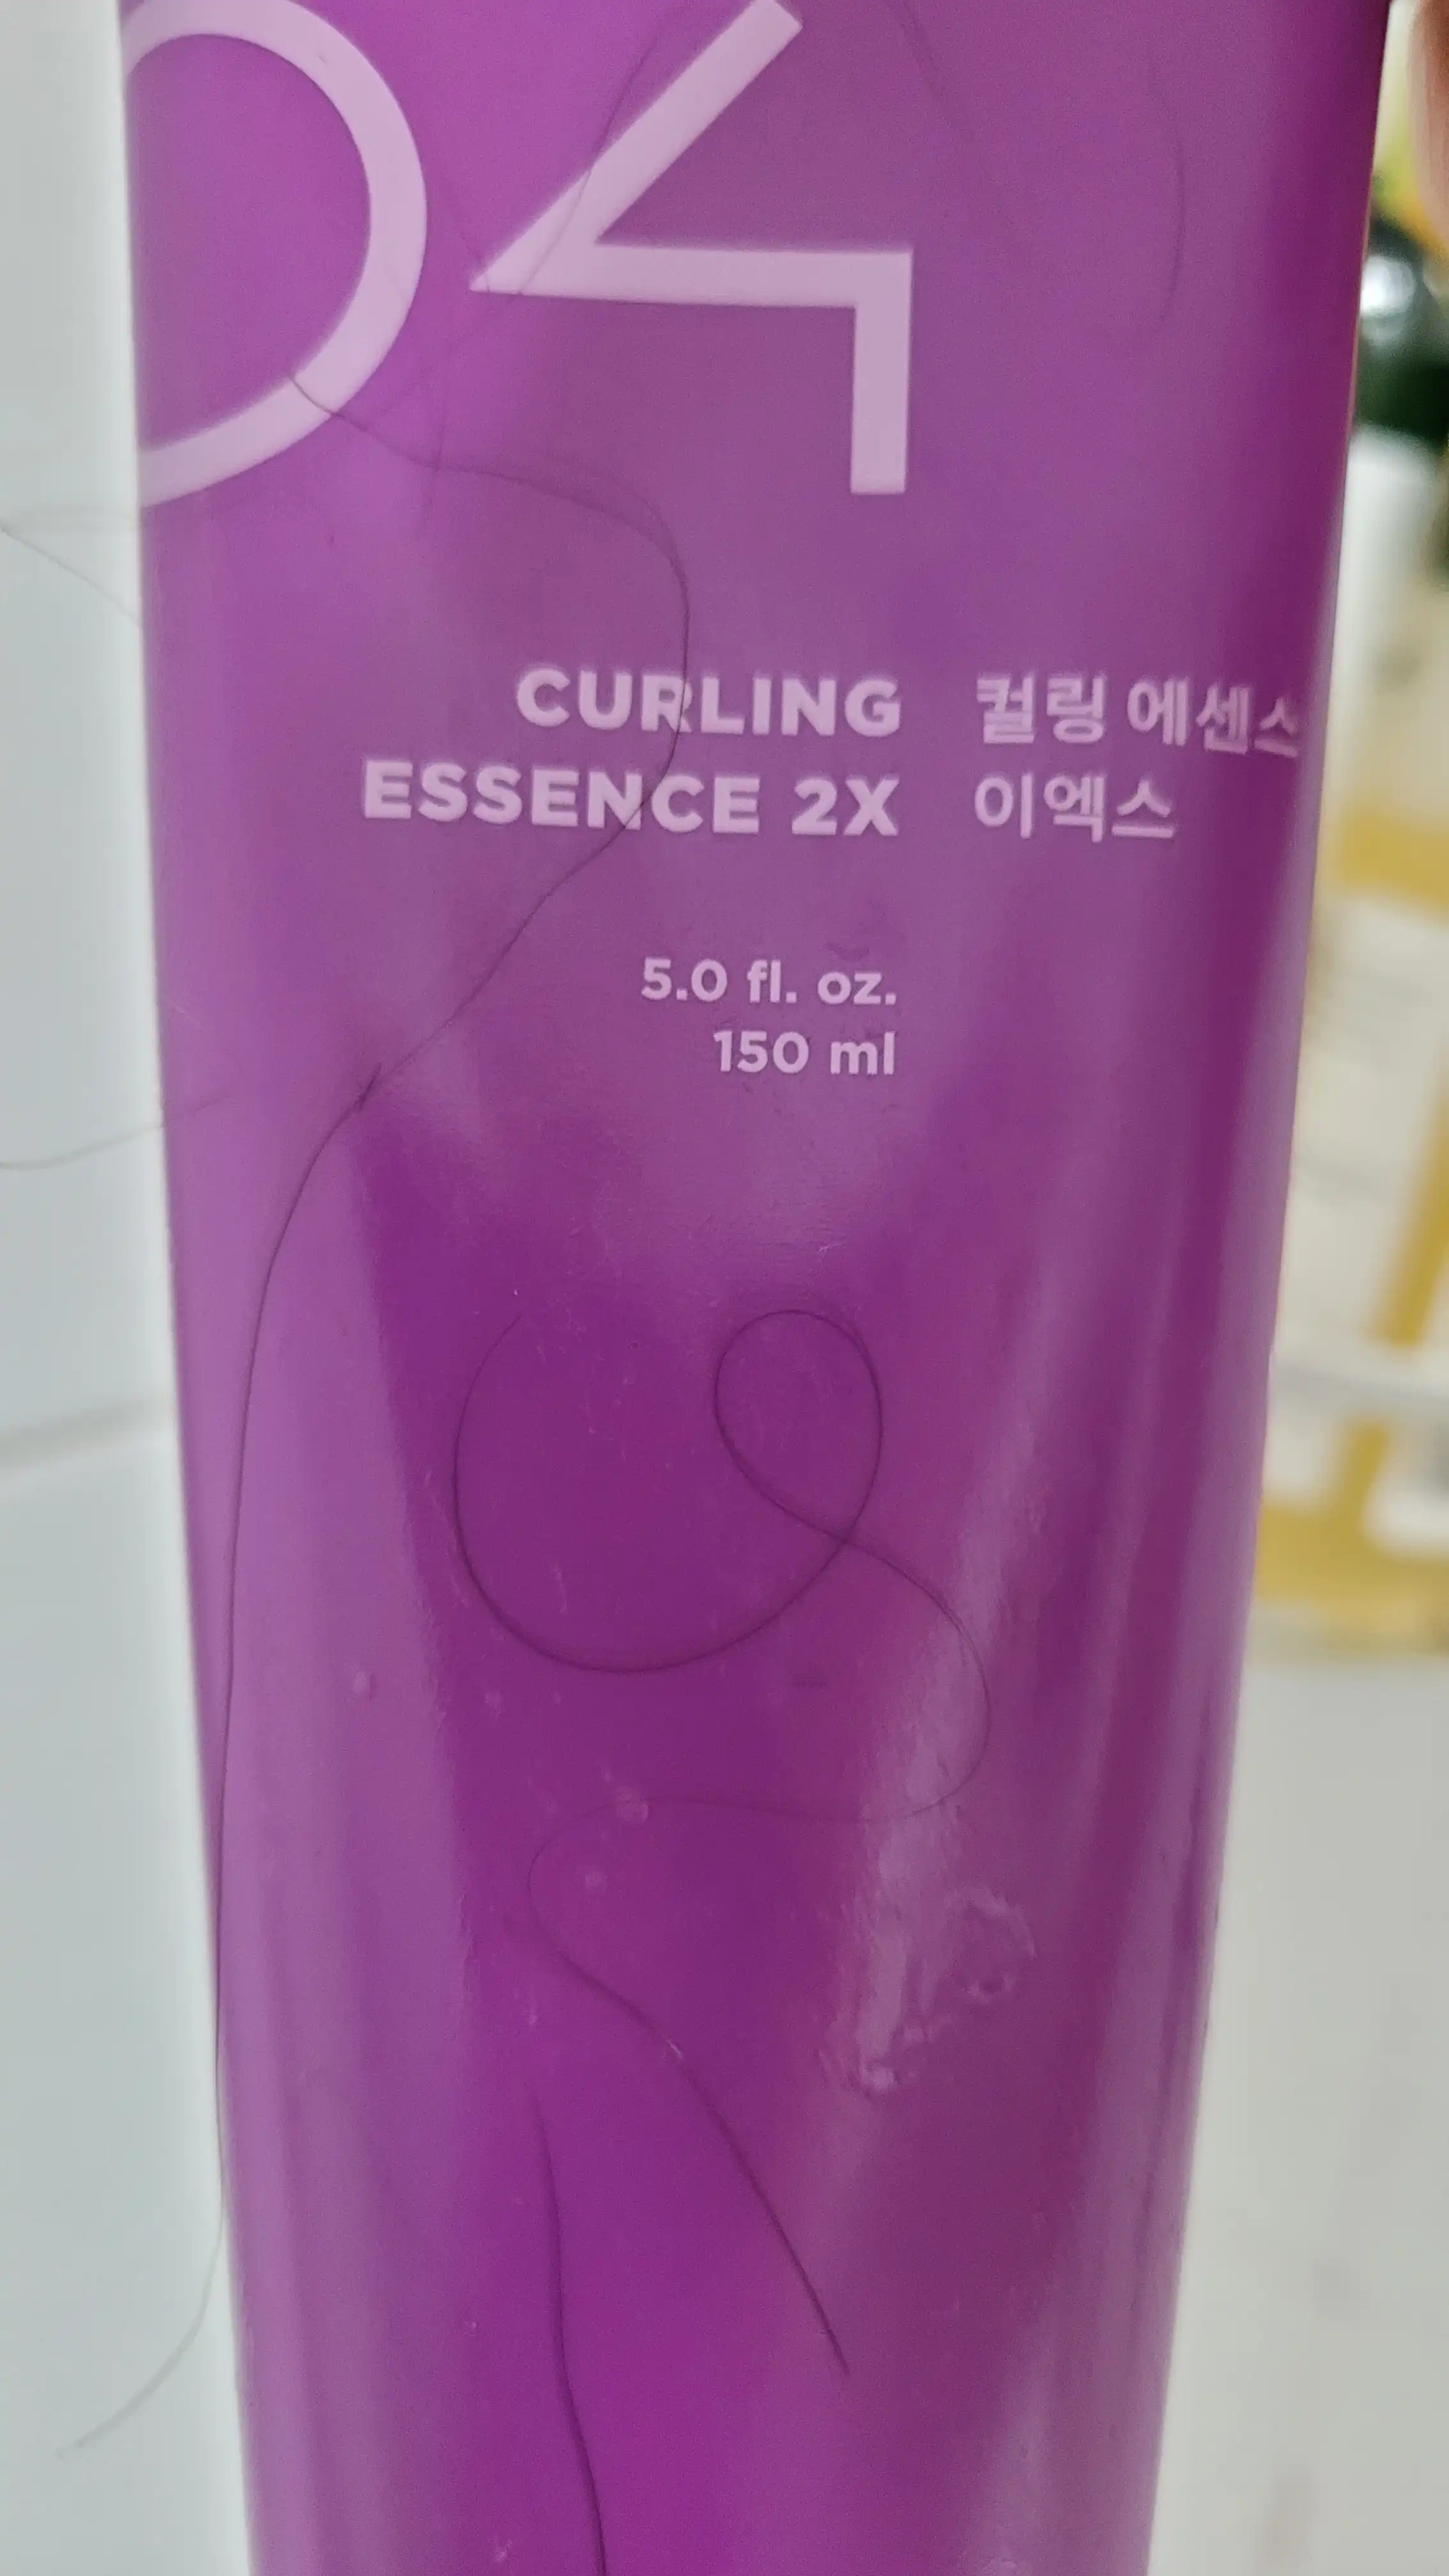 04
CURLING 컬링 에센스
ESSENCE 2X 이엑스
5.0 fl. oz.
150 ml